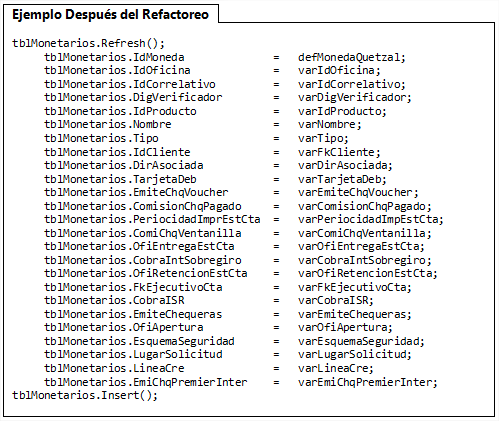 Ejemplo Después del Refactoreo
tblMonetarios.Refresh();
tblMonetarios.IdMoneda = defMonedaQuetzal;
tblMonetarios.IdOficina = varIdOficina;
tblMonetarios.IdCorrelativo = varIdCorrelativo;
tblMonetarios.DigVerificador = varDigVerificador;
tblMonetarios.IdProducto = varIdProducto;
tblMonetarios.Nombre = varNombre;
tblMonetarios.Tipo = varTipo;
tblMonetarios.IdCliente = varFkCliente;
tblMonetarios.DirAsociada = varDirAsociada;
tblMonetarios.TarjetaDeb = varTarjetaDeb;
tblMonetarios.EmiteChqVoucher = varEmiteChqVoucher;
tblMonetarios.ComisionChqPagado = varComisionChqPagado;
tblMonetarios.PeriocidadImprEstCta = varPeriocidadImpEstCta;
tblMonetarios.ComiChqVentanilla = varComiChqVentanilla;
tblMonetarios.OfiEntregaEstCta = varOfiEntregaEstCta;
tblMonetarios.CobraIntSobregiro = varCobraIntSobregiro;
tblMonetarios.OfiRetencionEstCta = varOfiRetencionEstCta;
tblMonetarios.FkEjecutivoCta = varFkEjecutivoCta;
tblMonetarios.CobraISR = varCobraISR;
tblMonetarios.EmiteChequeras = varEmiteChequeras;
tblMonetarios.OfiApertura = varOfiApertura;
tblMonetarios.EsquemaSeguridad = varEsquemaSeguridad;
tblMonetarios.LugarSolicitud = varLugarSolicitud;
tblMonetarios.LineaCre = varLineaCre;
tblMonetarios.EmiChqPremierInter = varEmiChqPremierInter;
tblMonetarios.Insert();